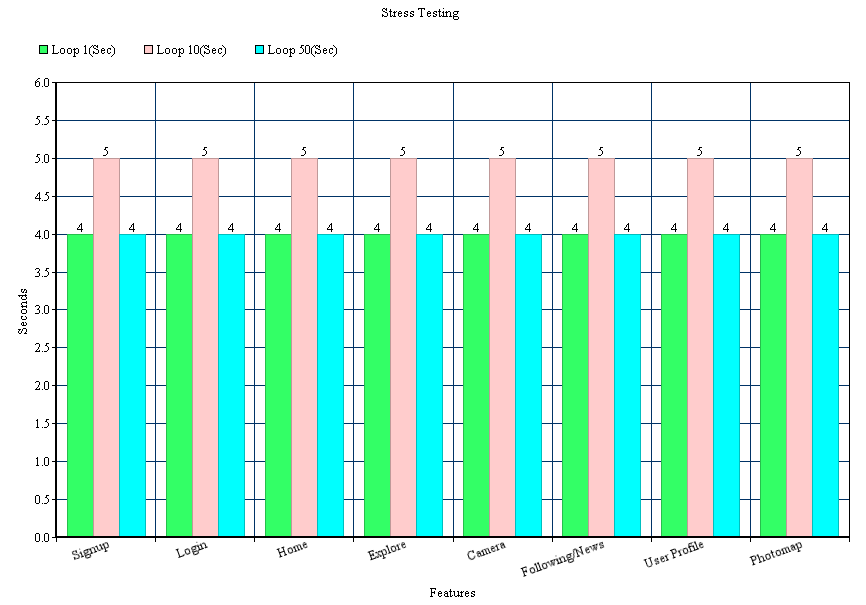 Stress Testing
Loop 1(Sec) Loop 10(Sec) Loop 50(Sec)
6.0
5.5
5.0
4.5
4.0
3.5
3.0
2.5
2.0
1.5
1.0
0.5
0.0
Seconds
5 5 5 5 5 5 5 5
4 4 4 4 4 4 4 4 4 4 4 4 4 4 4 4
Signup Login Home Explore Camera Following/News User Profile Photomap
Features